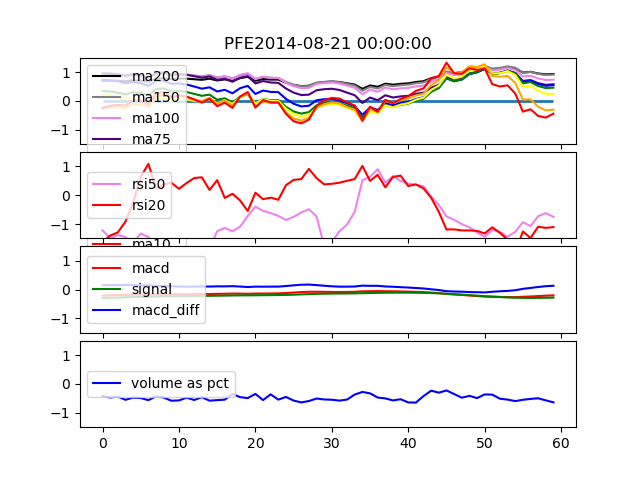 PFE2014-08-21 00:00:00
1
0
−1
ma200
ma150
ma100
ma75
1
0
−1
rsi50
rsi20
ma10
1
0
−1
macd
signal
macd_diff
1
0
−1
volume as pct
0 10 20 30 40 50 60